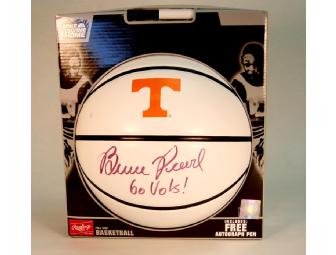 T
Bruce Pearl
Go Vols!
Rawlings
BASKETBALL
INCLUDES
FREE
AUTOGRAPH PEN